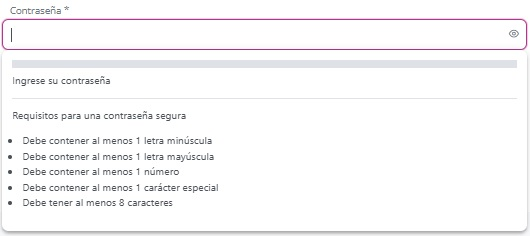 Contraseña *
Ingrese su contraseña
Requisitos para una contraseña segura
• Debe contener al menos 1 letra minúscula
• Debe contener al menos 1 letra mayúscula
• Debe contener al menos 1 número
• Debe contener al menos 1 carácter especial
• Debe tener al menos 8 caracteres